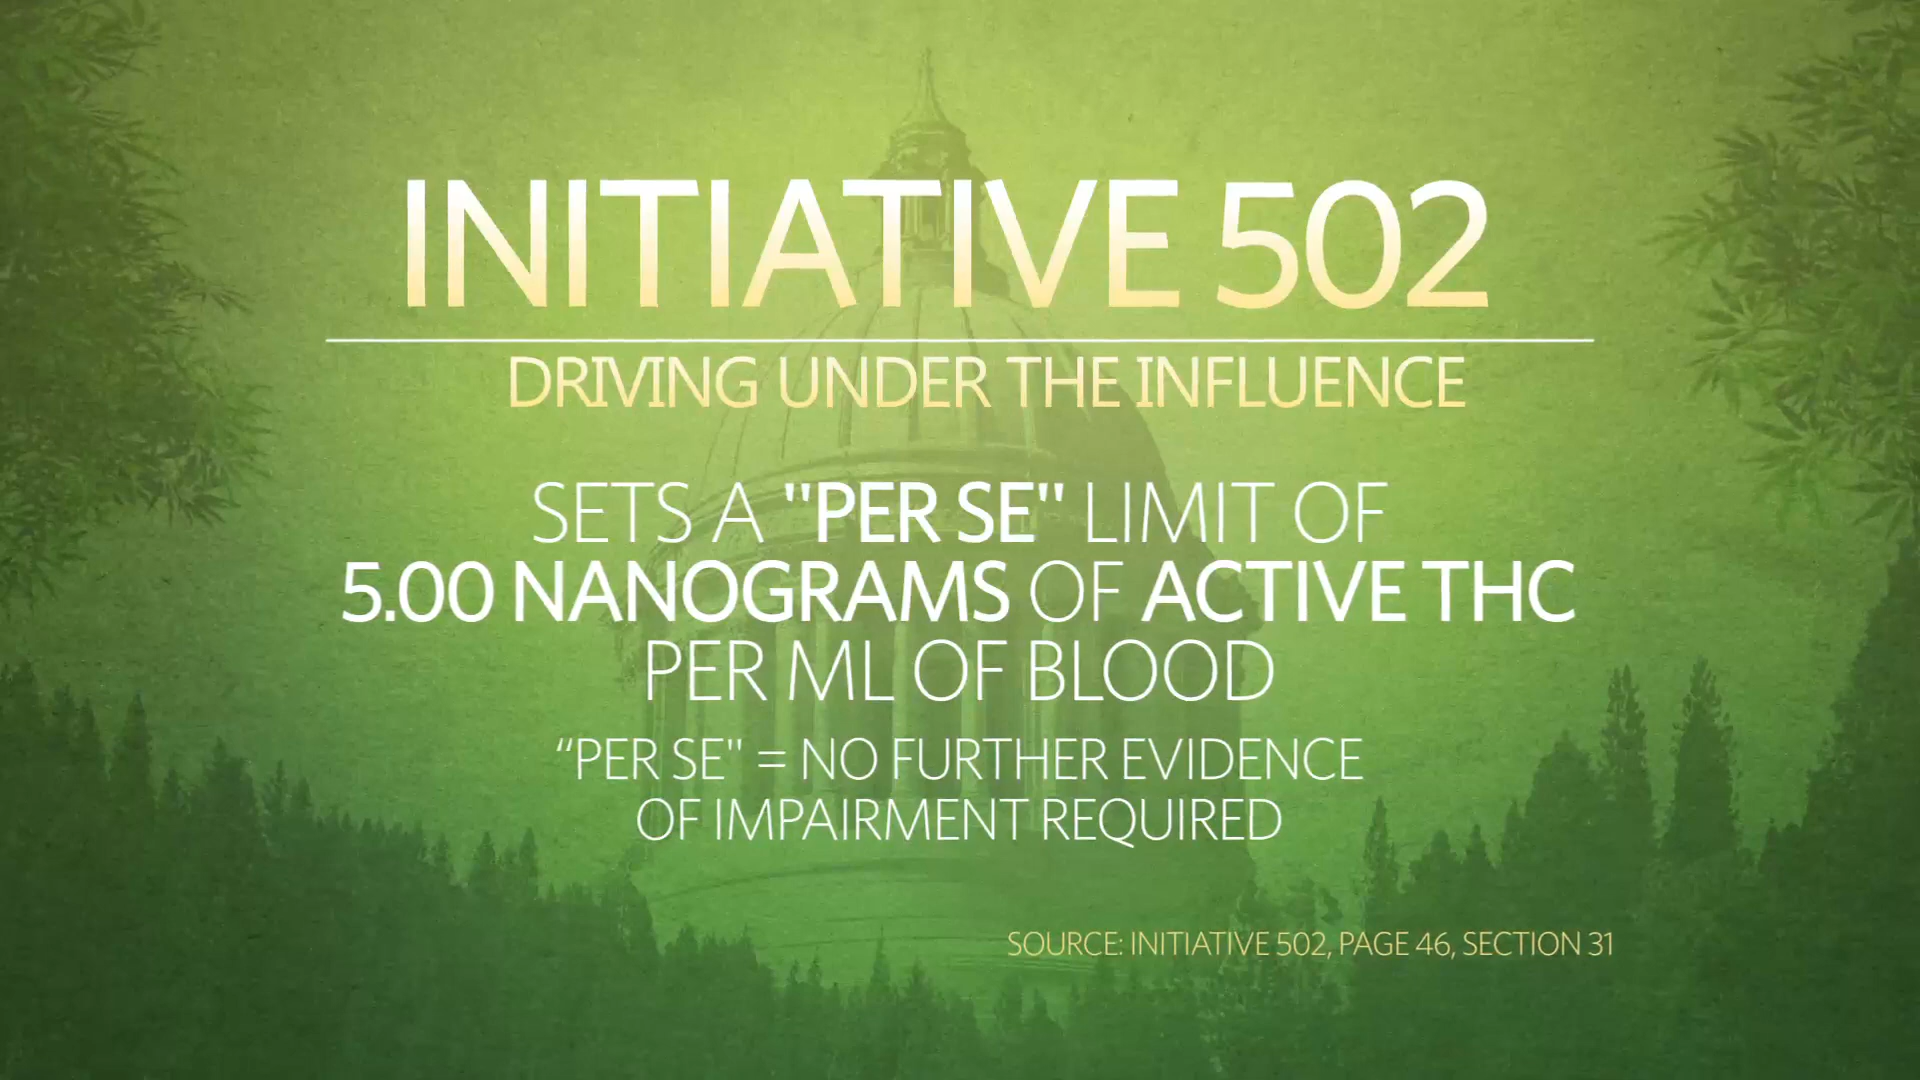 INITIATIVE 502
DRIVING UNDER THE INFLUENCE
SETS A "PER SE" LIMIT OF
5.00 NANOGRAMS OF ACTIVE THC
PER ML OF BLOOD
“PER SE" = NO FURTHER EVIDENCE
OF IMPAIRMENT REQUIRED
SOURCE: INITIATIVE 502, PAGE 46, SECTION 31